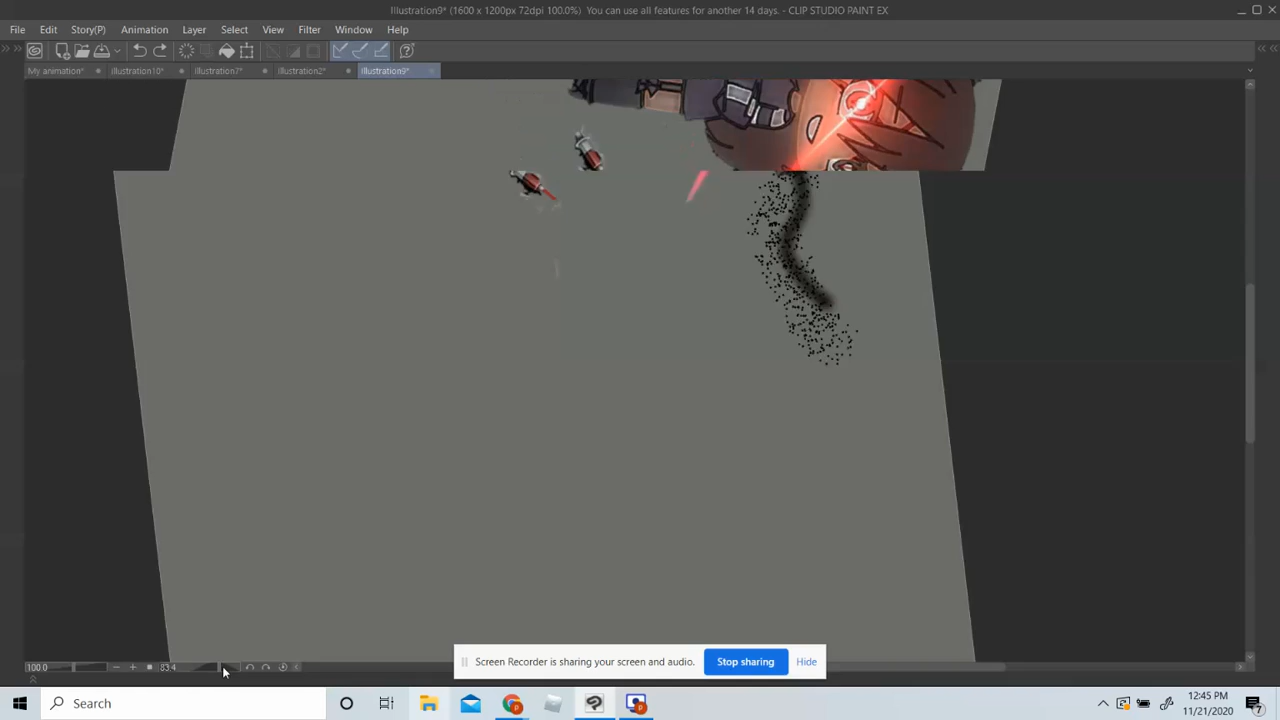 Illustration9* (1600 x 1200px 72dpi 100.0%)  You can use all features for another 14 days. - CLIP STUDIO PAINT EX
File Edit Story(P) Animation Layer Select View Filter Window Help
My animation* Illustration10* Illustration7* Illustration2* Illustration9*
100.0 83.4
Screen Recorder is sharing your screen and audio. Stop sharing Hide
Search
12:45 PM
11/21/2020
7